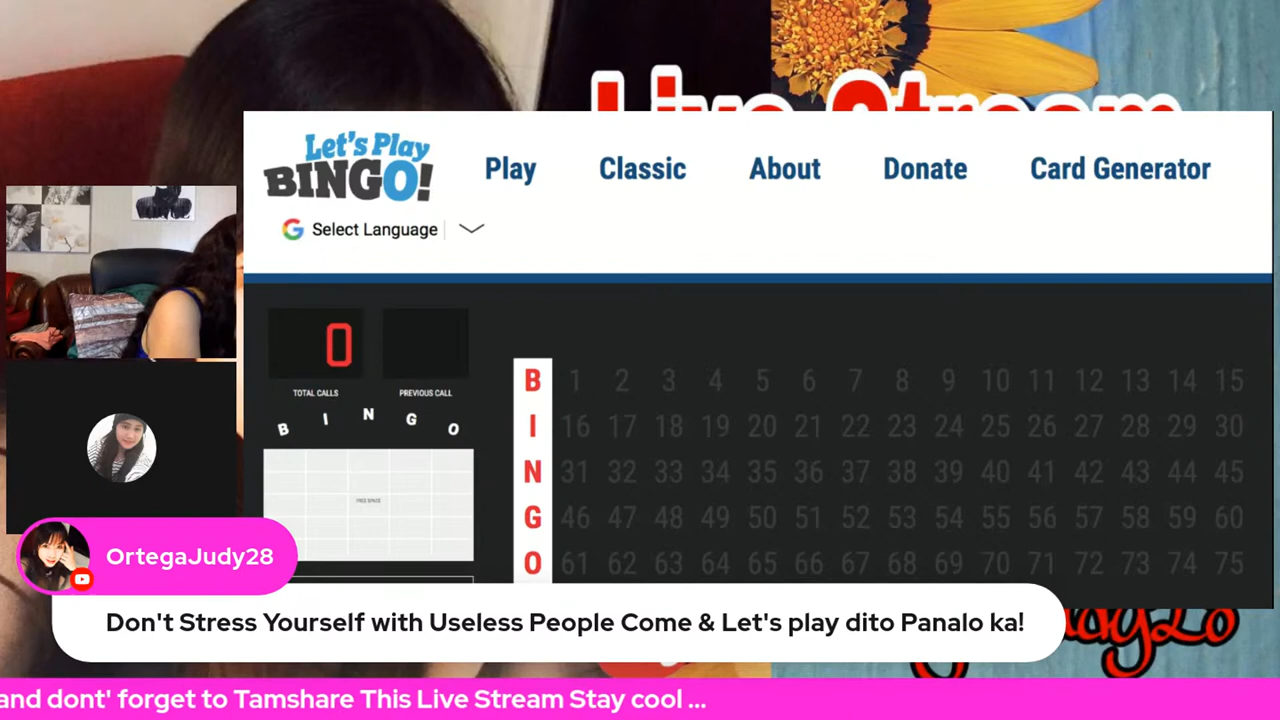 Live Stream
Let's Play
BINGO!
Play
Classic
About
Donate
Card Generator
Select Language
0
TOTAL CALLS
PREVIOUS CALL
B I N G O
FREE SPACE
B 1 2 3 4 5 6 7 8 9 10 11 12 13 14 15
I 16 17 18 19 20 21 22 23 24 25 26 27 28 29 30
N 31 32 33 34 35 36 37 38 39 40 41 42 43 44 45
G 46 47 48 49 50 51 52 53 54 55 56 57 58 59 60
O 61 62 63 64 65 66 67 68 69 70 71 72 73 74 75
OrtegaJudy28
Don't Stress Yourself with Useless People Come & Let's play dito Panalo ka!
and dont' forget to Tamshare This Live Stream Stay cool ...